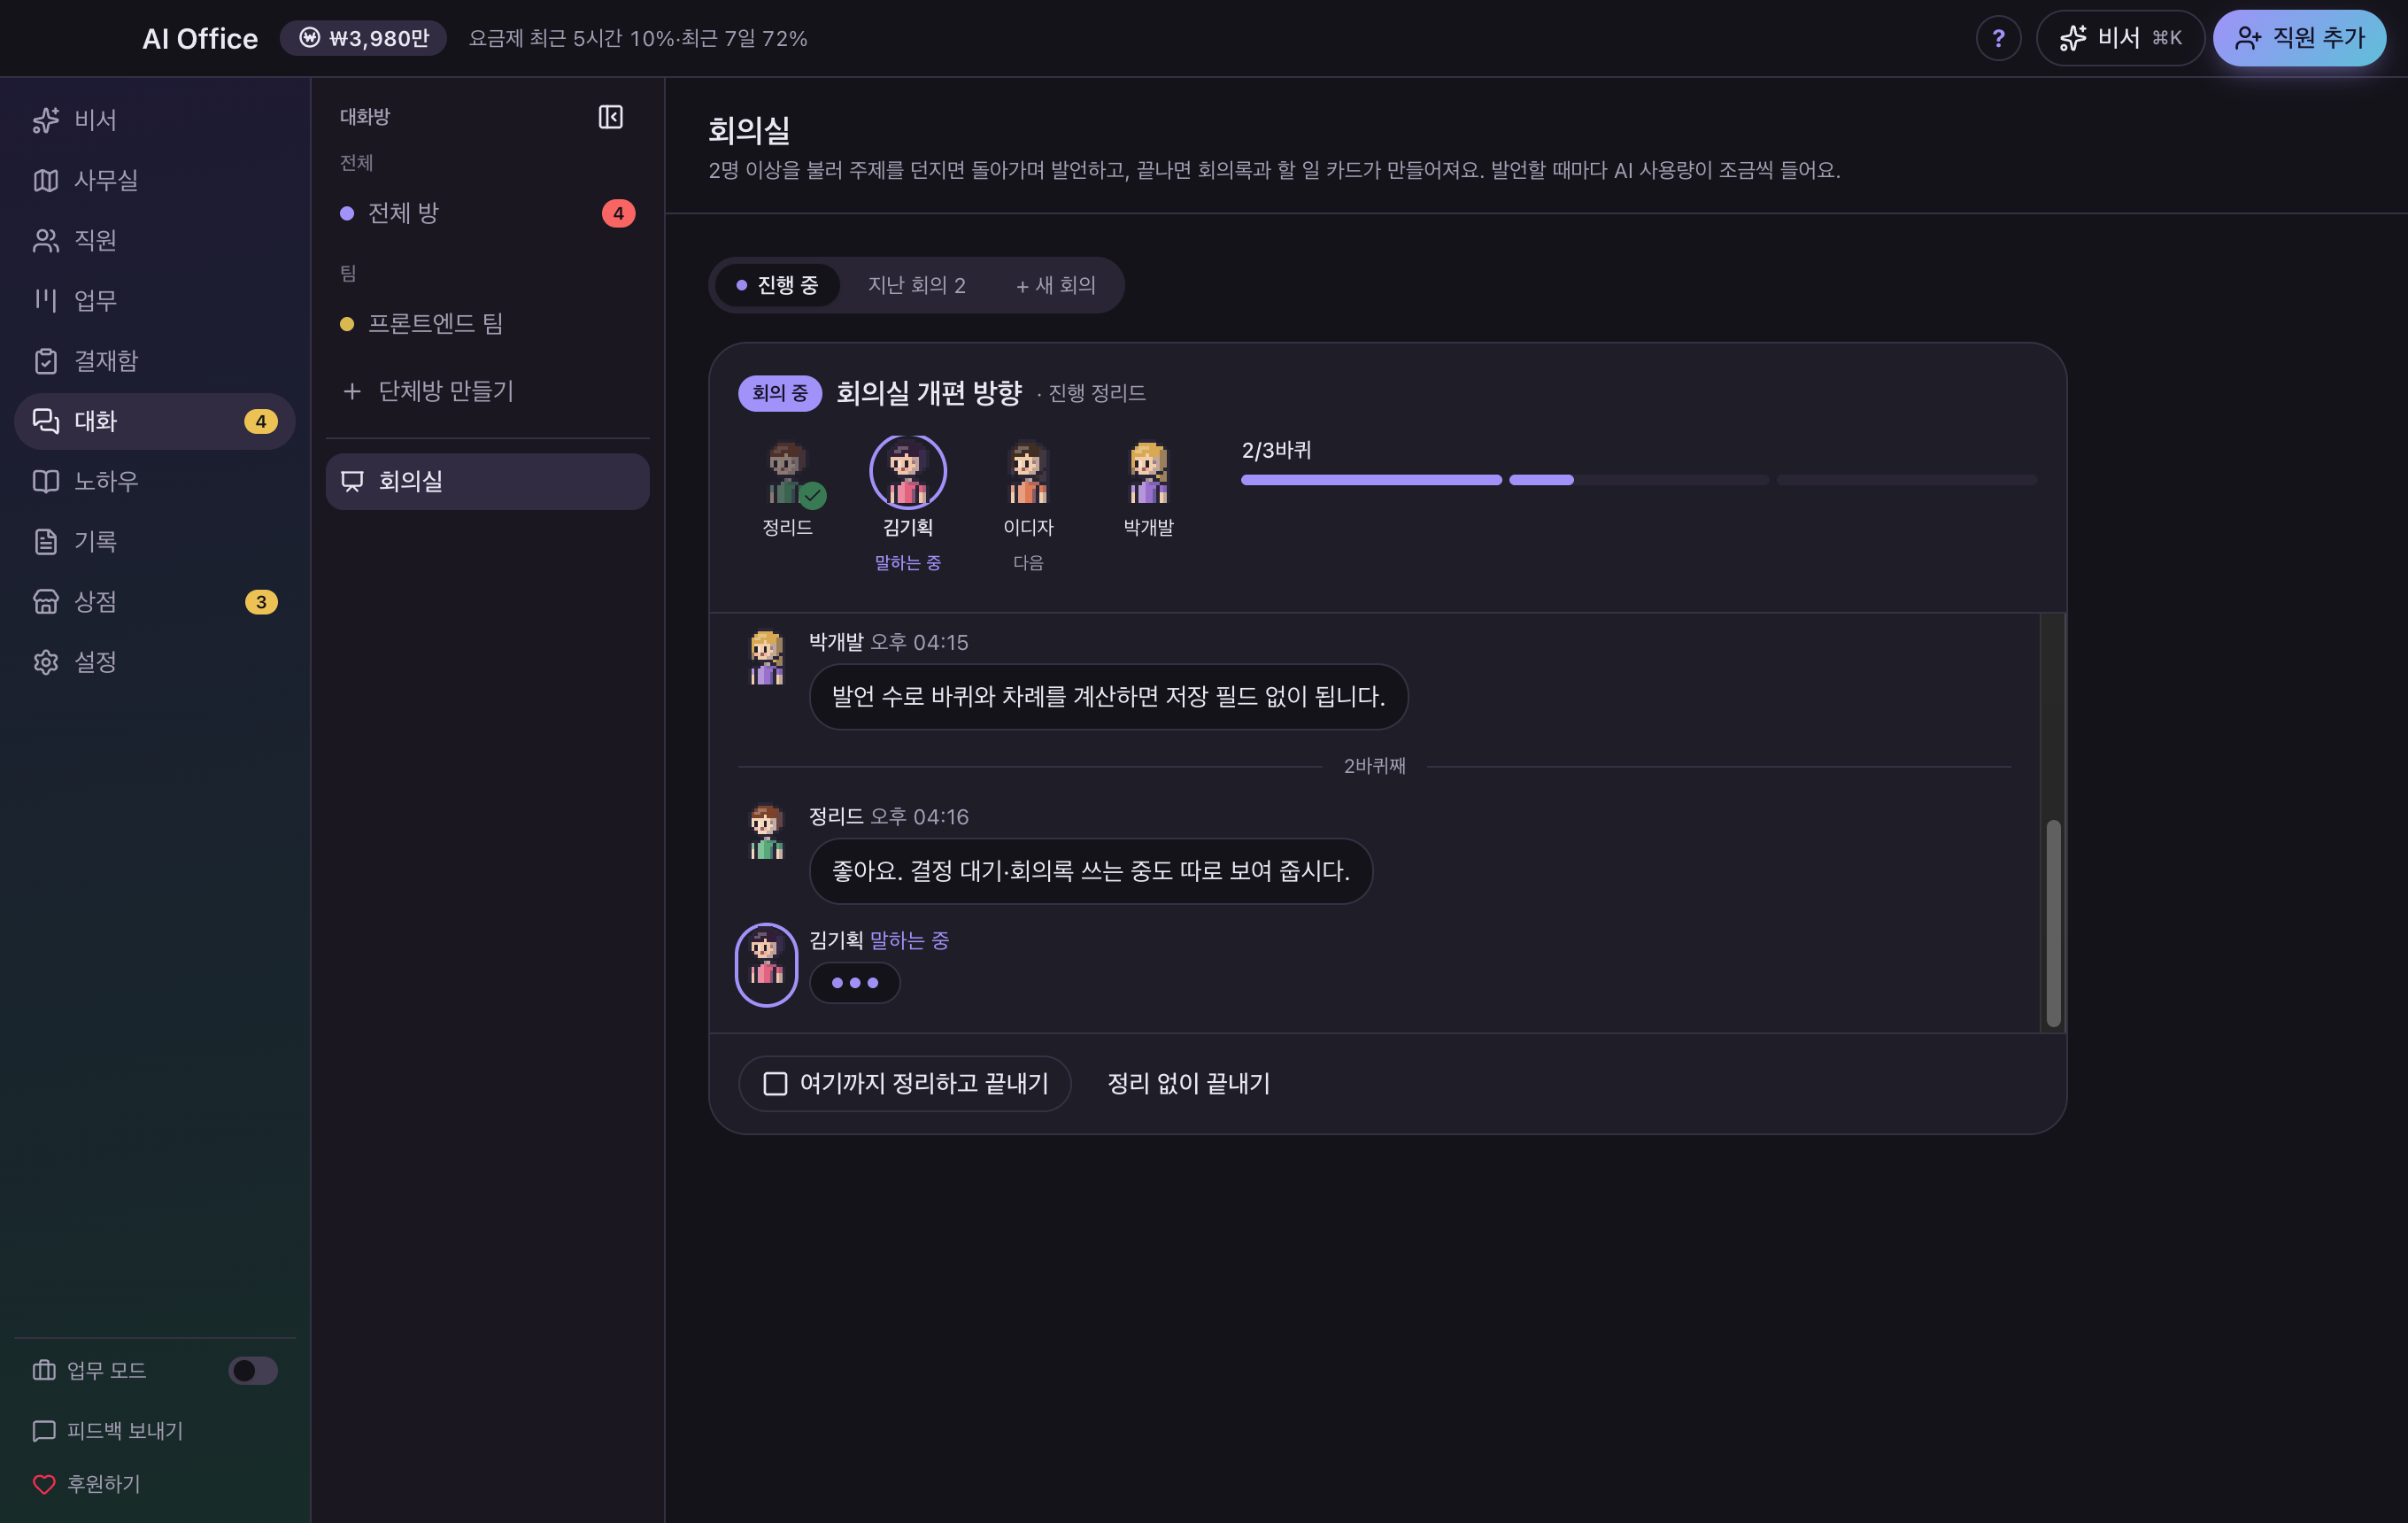 AI Office
₩3,980만
요금제 최근 5시간 10%·최근 7일 72%
?
비서 ⌘K
직원 추가
비서
사무실
직원
업무
결재함
대화 4
노하우
기록
상점 3
설정
업무 모드
피드백 보내기
후원하기
대화방
전체
전체 방 4
팀
프론트엔드 팀
+ 단체방 만들기
회의실
회의실
2명 이상을 불러 주제를 던지면 돌아가며 발언하고, 끝나면 회의록과 할 일 카드가 만들어져요. 발언할 때마다 AI 사용량이 조금씩 들어요.
진행 중
지난 회의 2
+ 새 회의
회의 중 회의실 개편 방향 · 진행 정리드
정리드
김기획
말하는 중
이디자
다음
박개발
2/3바퀴
박개발 오후 04:15
발언 수로 바퀴와 차례를 계산하면 저장 필드 없이 됩니다.
2바퀴째
정리드 오후 04:16
좋아요. 결정 대기·회의록 쓰는 중도 따로 보여 줍시다.
김기획 말하는 중
여기까지 정리하고 끝내기
정리 없이 끝내기